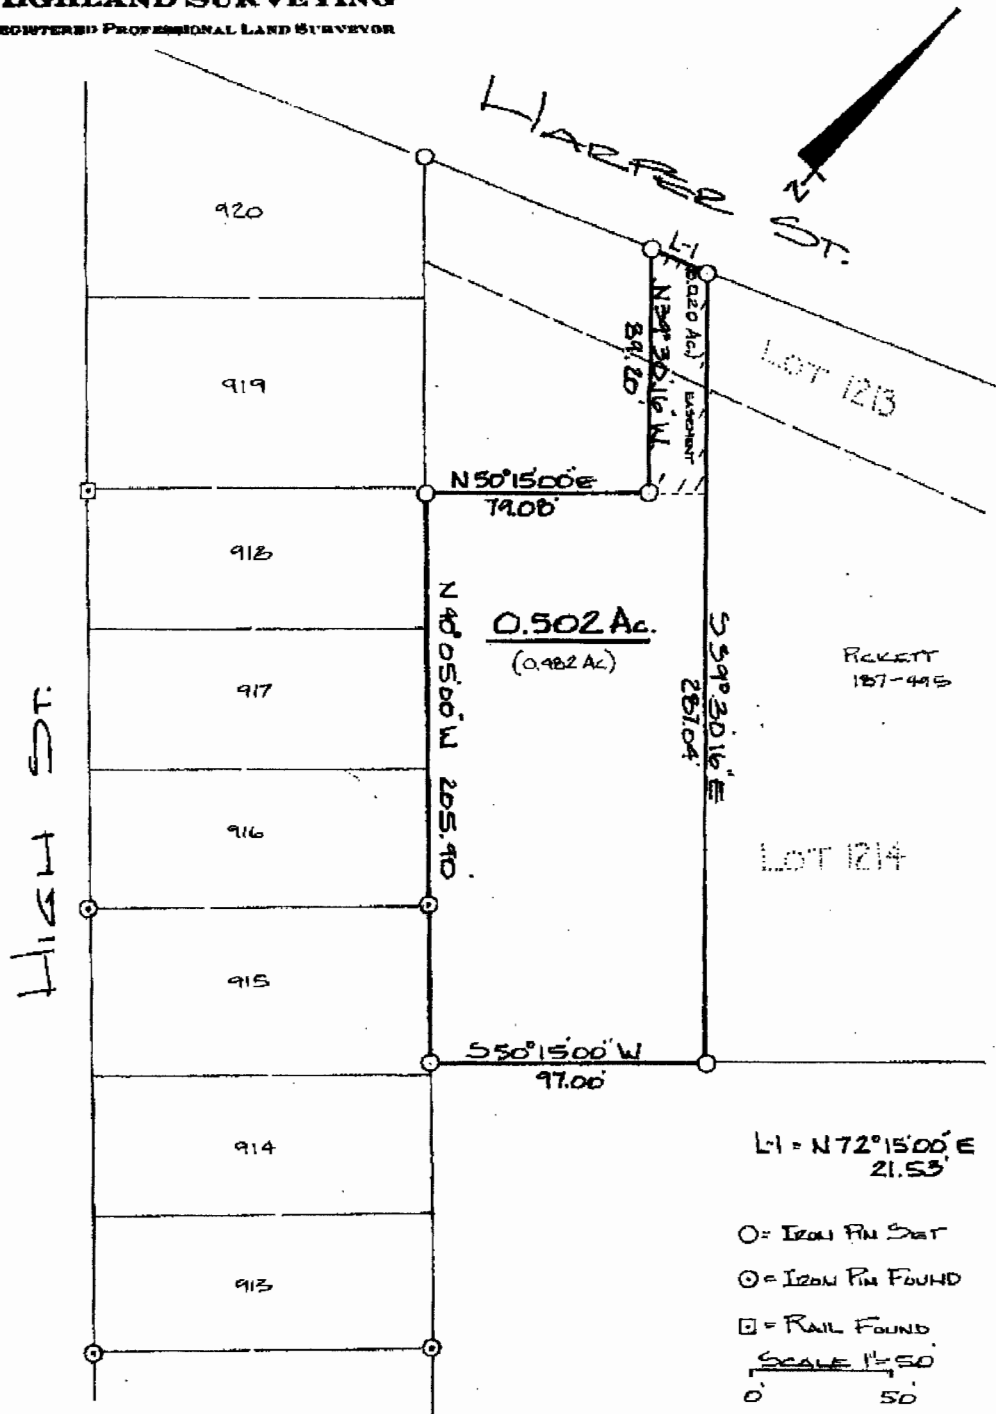 HIGHLAND SURVEYING
REGISTERED PROFESSIONAL LAND SURVEYOR
HARPER ST.
N
920
L-1
(0.020 Ac.)
EASEMENT
N39°30'16"W
89.20'
LOT 1213
919
N50°15'00"E
79.08'
918
N40°05'00"W 205.90'
0.502 Ac.
(0.482 Ac)
S39°30'16"E
287.04'
PICKETT
187-495
917
HIGH ST.
916
LOT 1214
915
S50°15'00"W
97.00'
914
L-1 = N72°15'00"E
21.53'
O = IRON PIN SET
⊙ = IRON PIN FOUND
⊡ = RAIL FOUND
913
SCALE 1"=50'
0' 50'